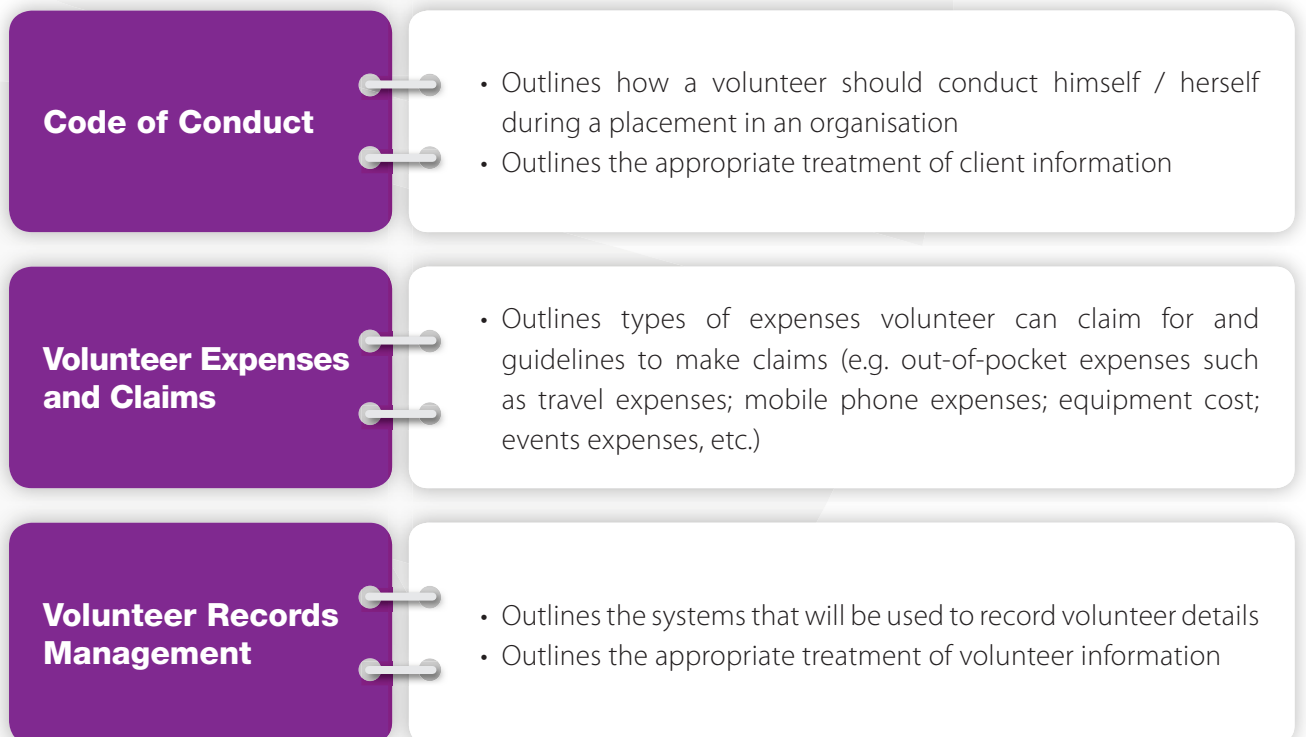 Code of Conduct
• Outlines how a volunteer should conduct himself / herself
during a placement in an organisation
• Outlines the appropriate treatment of client information
Volunteer Expenses
and Claims
• Outlines types of expenses volunteer can claim for and
guidelines to make claims (e.g. out-of-pocket expenses such
as travel expenses; mobile phone expenses; equipment cost;
events expenses, etc.)
Volunteer Records
Management
• Outlines the systems that will be used to record volunteer details
• Outlines the appropriate treatment of volunteer information